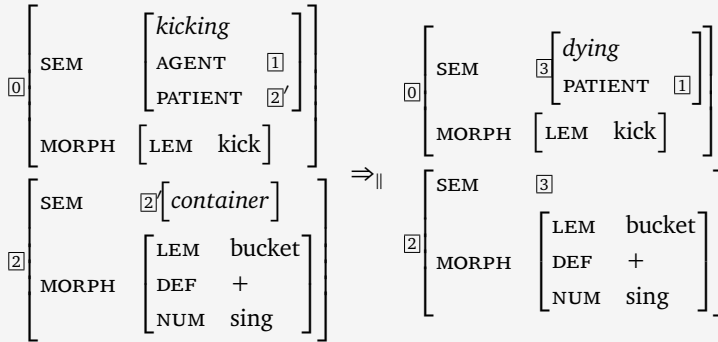 kicking
SEM AGENT 1
PATIENT 2′
0
MORPH [LEM kick]
SEM 2′[container]
2
LEM bucket
MORPH DEF +
NUM sing
⇒∥
dying
SEM 3
PATIENT 1
0
MORPH [LEM kick]
SEM 3
2
LEM bucket
MORPH DEF +
NUM sing